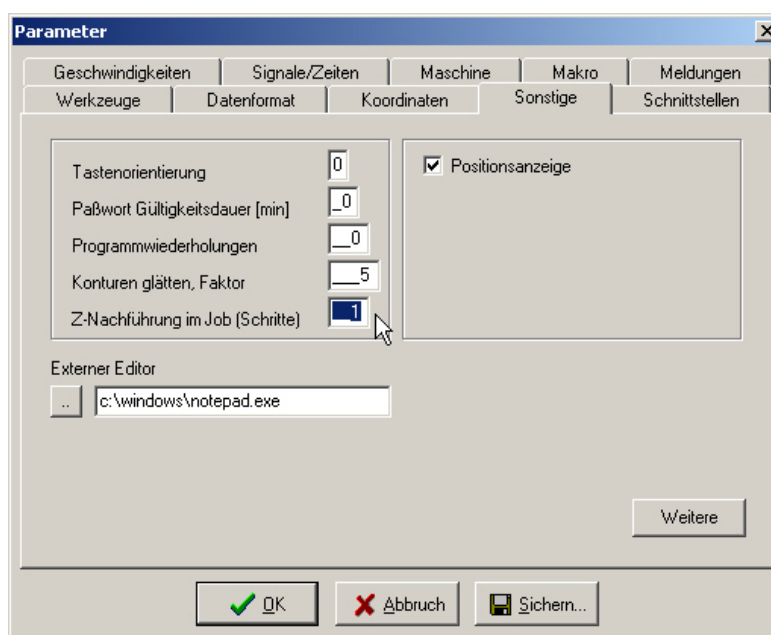 Parameter
Geschwindigkeiten Signale/Zeiten Maschine Makro Meldungen
Werkzeuge Datenformat Koordinaten Sonstige Schnittstellen
Tastenorientierung 0
Paßwort Gültigkeitsdauer [min] _0
Programmwiederholungen __0
Konturen glätten, Faktor ___5
Z-Nachführung im Job (Schritte) __1
Positionsanzeige
Externer Editor
.. c:\windows\notepad.exe
Weitere
OK Abbruch Sichern...